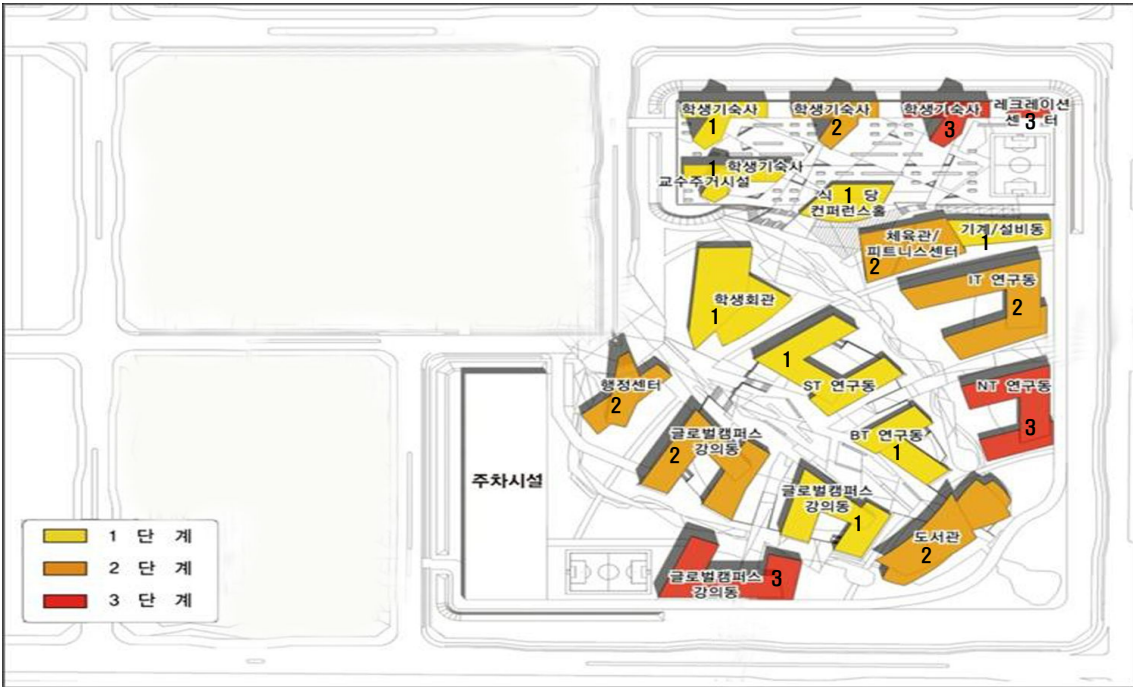 학생기숙사
1
학생기숙사
2
학생기숙사
3
레크레이션
센 3 터
1 학생기숙사
교수주거시설
식 1 당
컨퍼런스홀
체육관/
피트니스센터
2
기계/설비동
1
IT 연구동
2
학생회관
1
1
ST 연구동
행정센터
2
NT 연구동
3
글로벌캠퍼스
강의동
2
BT 연구동
1
주차시설
글로벌캠퍼스
강의동
1
도서관
2
글로벌캠퍼스
강의동
3
1 단 계
2 단 계
3 단 계